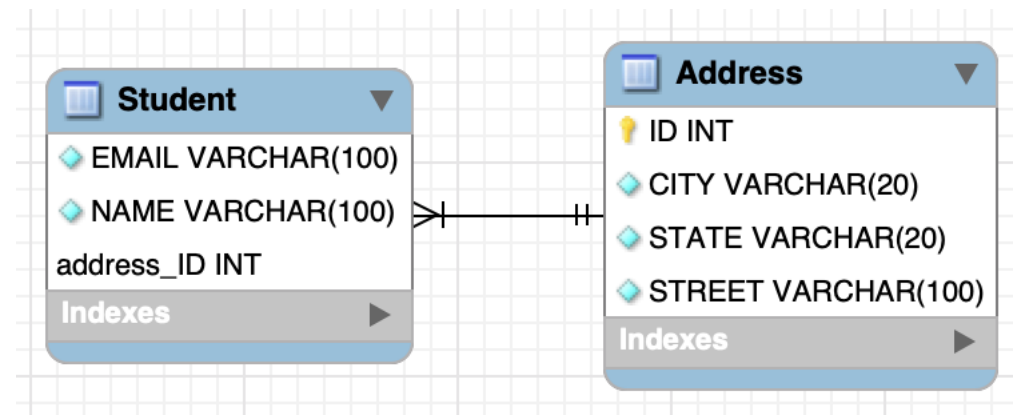 Student
EMAIL VARCHAR(100)
NAME VARCHAR(100)
address_ID INT
Indexes
Address
ID INT
CITY VARCHAR(20)
STATE VARCHAR(20)
STREET VARCHAR(100)
Indexes